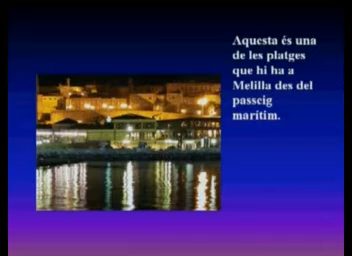 Aquesta és una
de les platges
que hi ha a
Melilla des del
passeig
marítim.